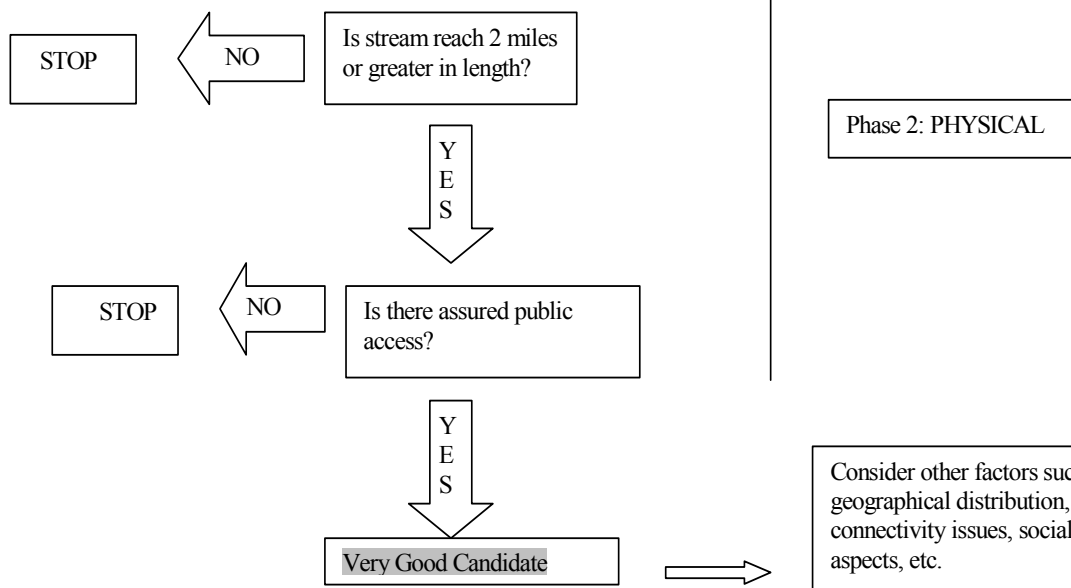 STOP
NO
Is stream reach 2 miles
or greater in length?
Phase 2: PHYSICAL
Y
E
S
STOP
NO
Is there assured public
access?
Y
E
S
Very Good Candidate
Consider other factors
geographical distribution,
connectivity issues, social
aspects, etc.